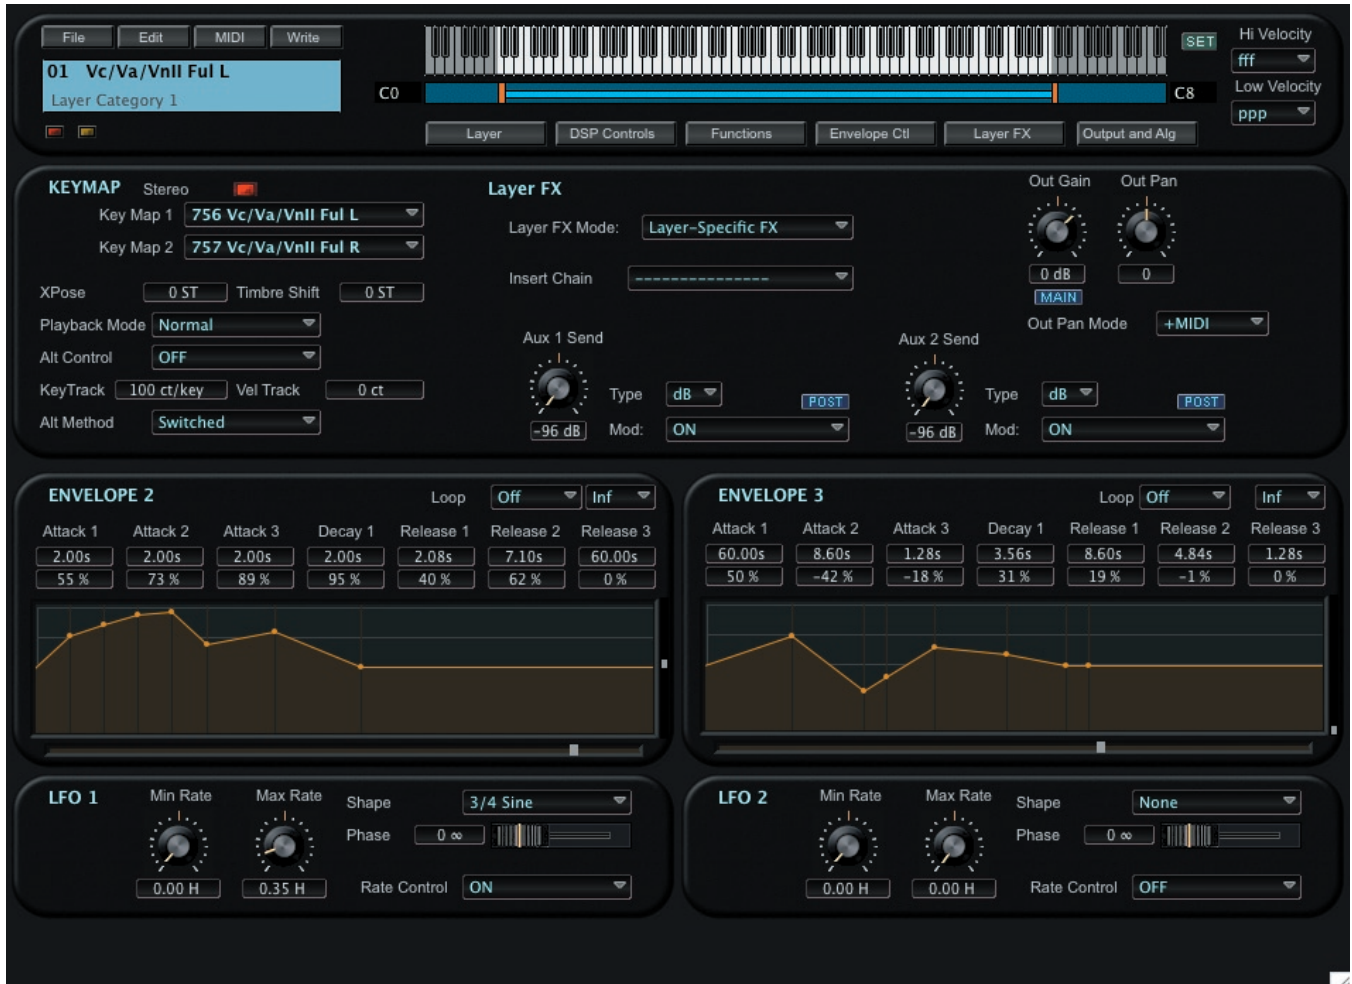 File Edit MIDI Write
01 Vc/Va/VnII Ful L
Layer Category 1
C0
C8
SET
Hi Velocity
fff
Low Velocity
ppp
Layer DSP Controls Functions Envelope Ctl Layer FX Output and Alg
KEYMAP Stereo
Key Map 1 756 Vc/Va/VnII Ful L
Key Map 2 757 Vc/Va/VnII Ful R
XPose 0 ST Timbre Shift 0 ST
Playback Mode Normal
Alt Control OFF
KeyTrack 100 ct/key Vel Track 0 ct
Alt Method Switched
Layer FX
Layer FX Mode: Layer-Specific FX
Insert Chain ---------------
Out Gain Out Pan
0 dB 0
MAIN
Out Pan Mode +MIDI
Aux 1 Send
Type dB POST
-96 dB Mod: ON
Aux 2 Send
Type dB POST
-96 dB Mod: ON
ENVELOPE 2 Loop Off Inf
Attack 1 Attack 2 Attack 3 Decay 1 Release 1 Release 2 Release 3
2.00s 2.00s 2.00s 2.00s 2.08s 7.10s 60.00s
55 % 73 % 89 % 95 % 40 % 62 % 0 %
ENVELOPE 3 Loop Off Inf
Attack 1 Attack 2 Attack 3 Decay 1 Release 1 Release 2 Release 3
60.00s 8.60s 1.28s 3.56s 8.60s 4.84s 1.28s
50 % -42 % -18 % 31 % 19 % -1 % 0 %
LFO 1 Min Rate Max Rate Shape 3/4 Sine
Phase 0 ∞
0.00 H 0.35 H Rate Control ON
LFO 2 Min Rate Max Rate Shape None
Phase 0 ∞
0.00 H 0.00 H Rate Control OFF